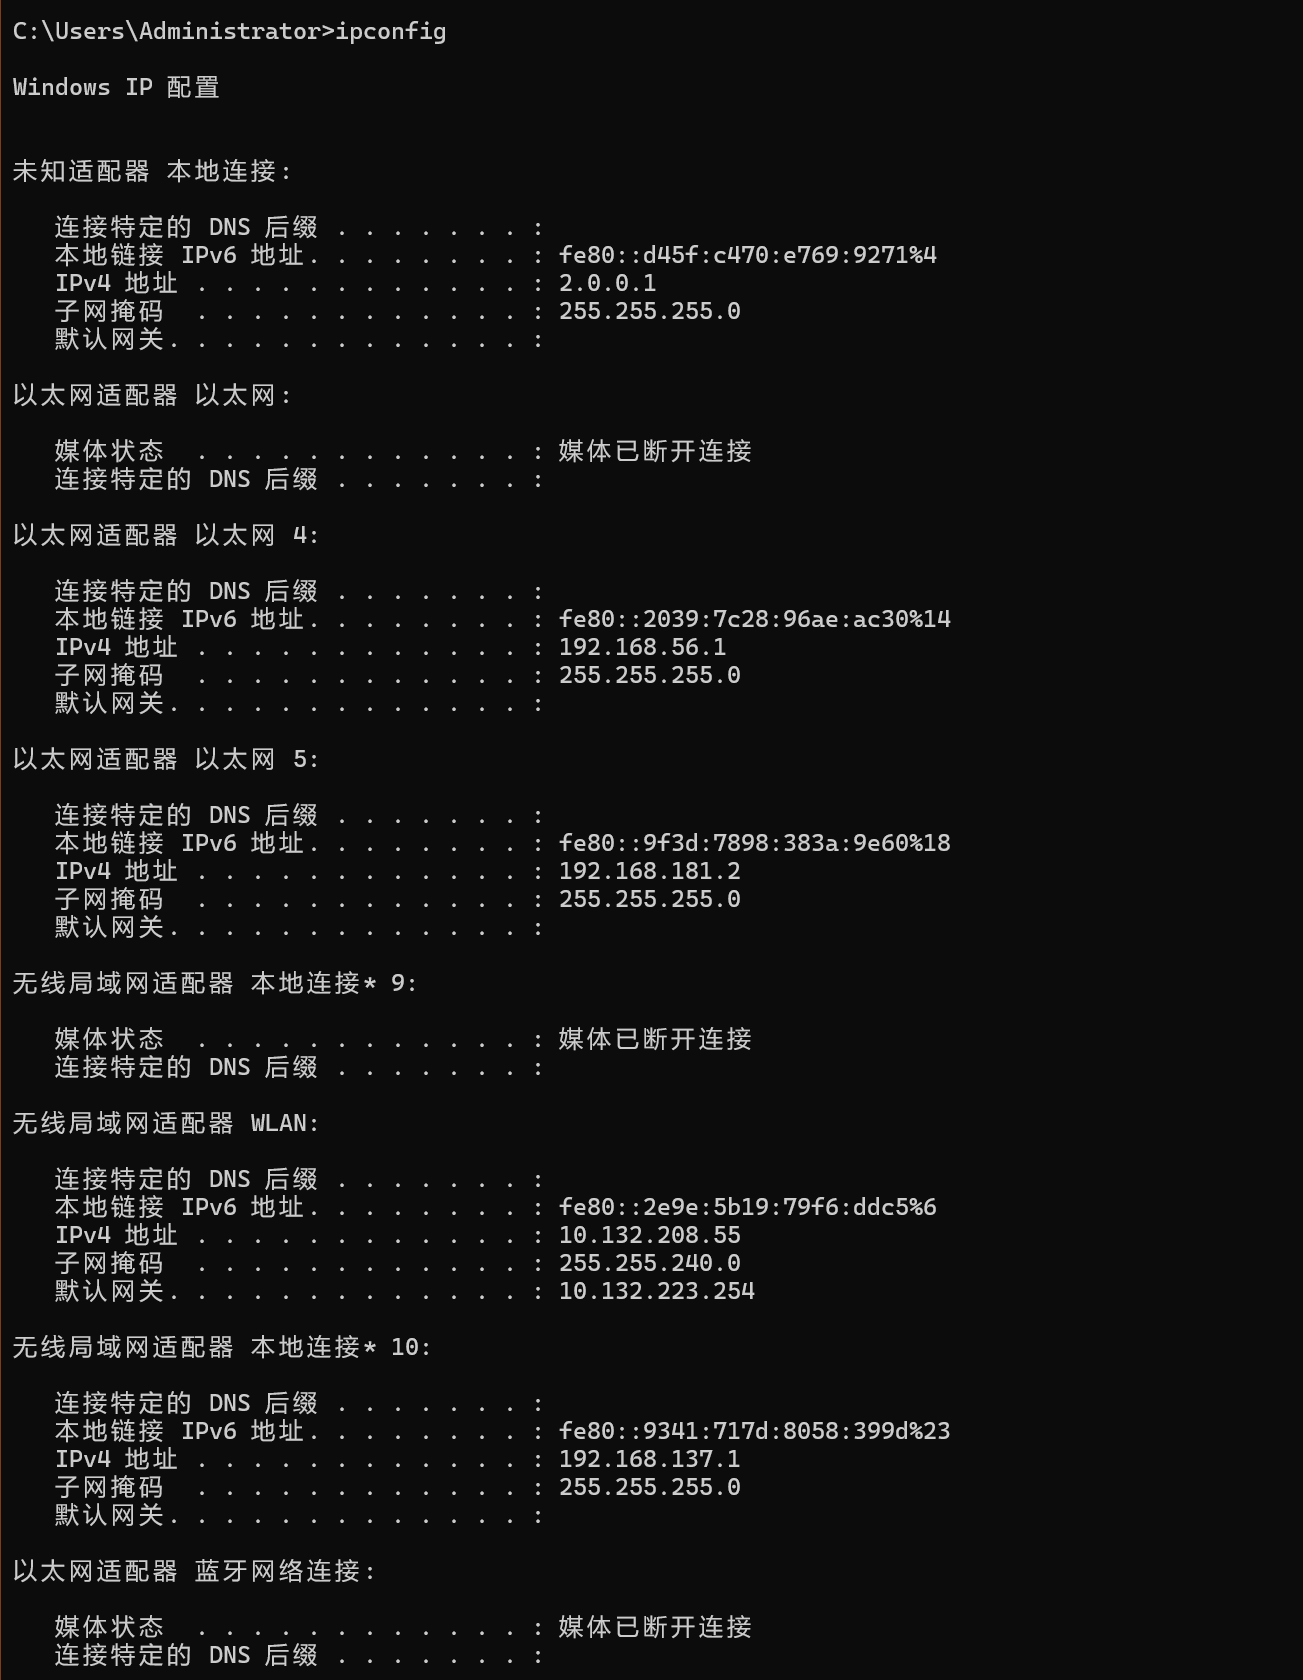 C:\Users\Administrator>ipconfig
Windows IP 配置
未知适配器 本地连接:
连接特定的 DNS 后缀 . . . . . . . :
本地链接 IPv6 地址. . . . . . . . : fe80::d45f:c470:e769:9271%4
IPv4 地址 . . . . . . . . . . . . : 2.0.0.1
子网掩码  . . . . . . . . . . . . : 255.255.255.0
默认网关. . . . . . . . . . . . . :
以太网适配器 以太网:
媒体状态  . . . . . . . . . . . . : 媒体已断开连接
连接特定的 DNS 后缀 . . . . . . . :
以太网适配器 以太网 4:
连接特定的 DNS 后缀 . . . . . . . :
本地链接 IPv6 地址. . . . . . . . : fe80::2039:7c28:96ae:ac30%14
IPv4 地址 . . . . . . . . . . . . : 192.168.56.1
子网掩码  . . . . . . . . . . . . : 255.255.255.0
默认网关. . . . . . . . . . . . . :
以太网适配器 以太网 5:
连接特定的 DNS 后缀 . . . . . . . :
本地链接 IPv6 地址. . . . . . . . : fe80::9f3d:7898:383a:9e60%18
IPv4 地址 . . . . . . . . . . . . : 192.168.181.2
子网掩码  . . . . . . . . . . . . : 255.255.255.0
默认网关. . . . . . . . . . . . . :
无线局域网适配器 本地连接* 9:
媒体状态  . . . . . . . . . . . . : 媒体已断开连接
连接特定的 DNS 后缀 . . . . . . . :
无线局域网适配器 WLAN:
连接特定的 DNS 后缀 . . . . . . . :
本地链接 IPv6 地址. . . . . . . . : fe80::2e9e:5b19:79f6:ddc5%6
IPv4 地址 . . . . . . . . . . . . : 10.132.208.55
子网掩码  . . . . . . . . . . . . : 255.255.240.0
默认网关. . . . . . . . . . . . . : 10.132.223.254
无线局域网适配器 本地连接* 10:
连接特定的 DNS 后缀 . . . . . . . :
本地链接 IPv6 地址. . . . . . . . : fe80::9341:717d:8058:399d%23
IPv4 地址 . . . . . . . . . . . . : 192.168.137.1
子网掩码  . . . . . . . . . . . . : 255.255.255.0
默认网关. . . . . . . . . . . . . :
以太网适配器 蓝牙网络连接:
媒体状态  . . . . . . . . . . . . : 媒体已断开连接
连接特定的 DNS 后缀 . . . . . . . :